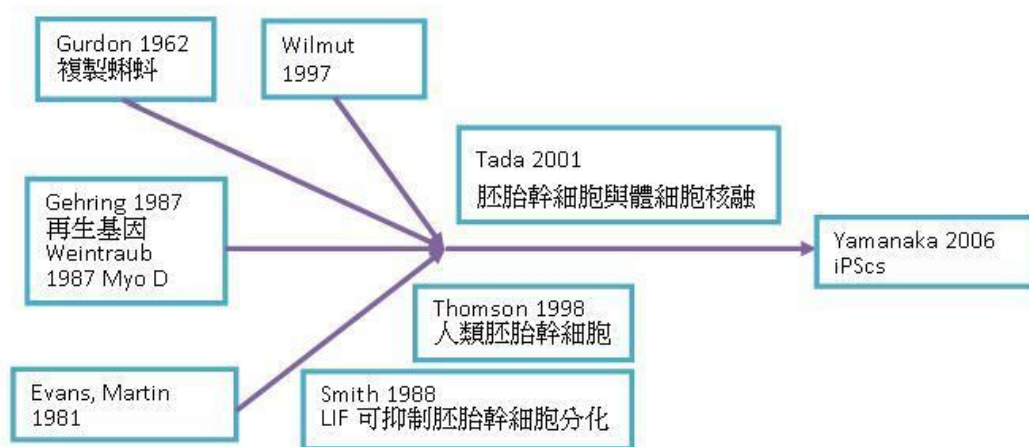 Gurdon 1962
複製蝌蚪
Wilmut
1997
Tada 2001
胚胎幹細胞與體細胞核融
Gehring 1987
再生基因
Weintraub
1987 Myo D
Yamanaka 2006
iPScs
Thomson 1998
人類胚胎幹細胞
Evans, Martin
1981
Smith 1988
LIF 可抑制胚胎幹細胞分化